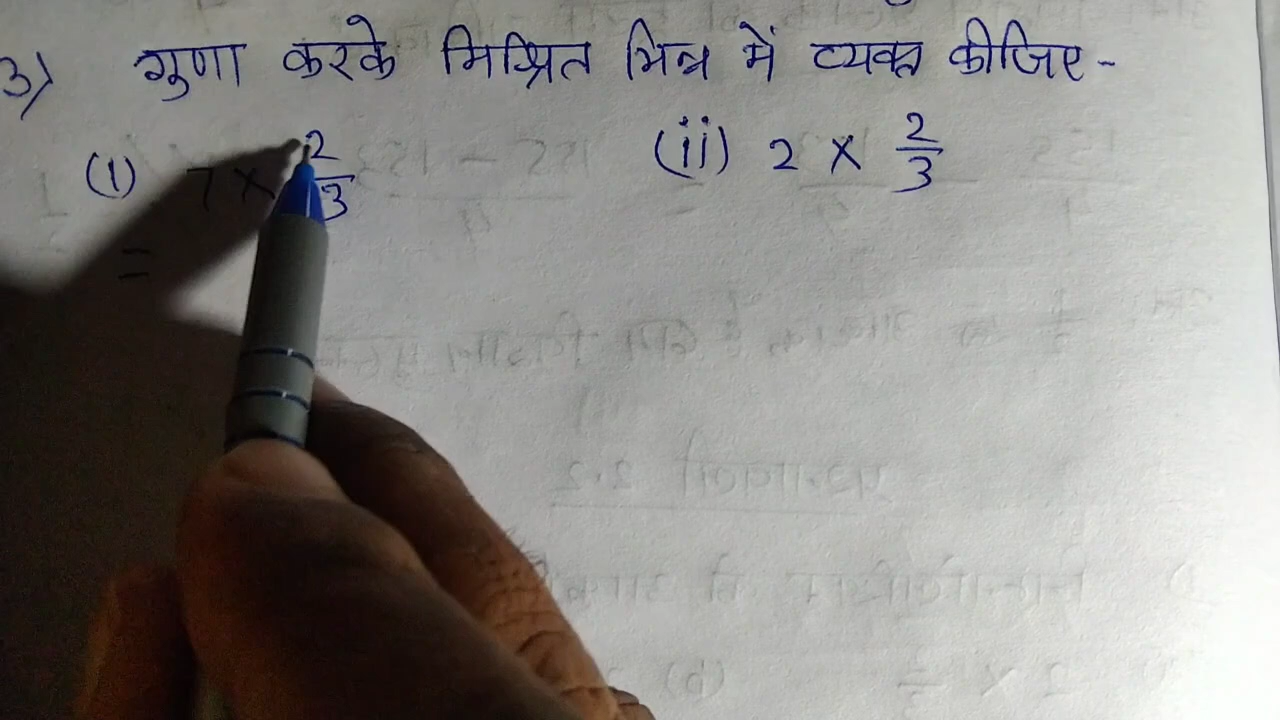 3) गुणा करके मिश्रित भिन्न में व्यक्त कीजिए-
(i) 7 × 2/3 (ii) 2 × 2/3
=